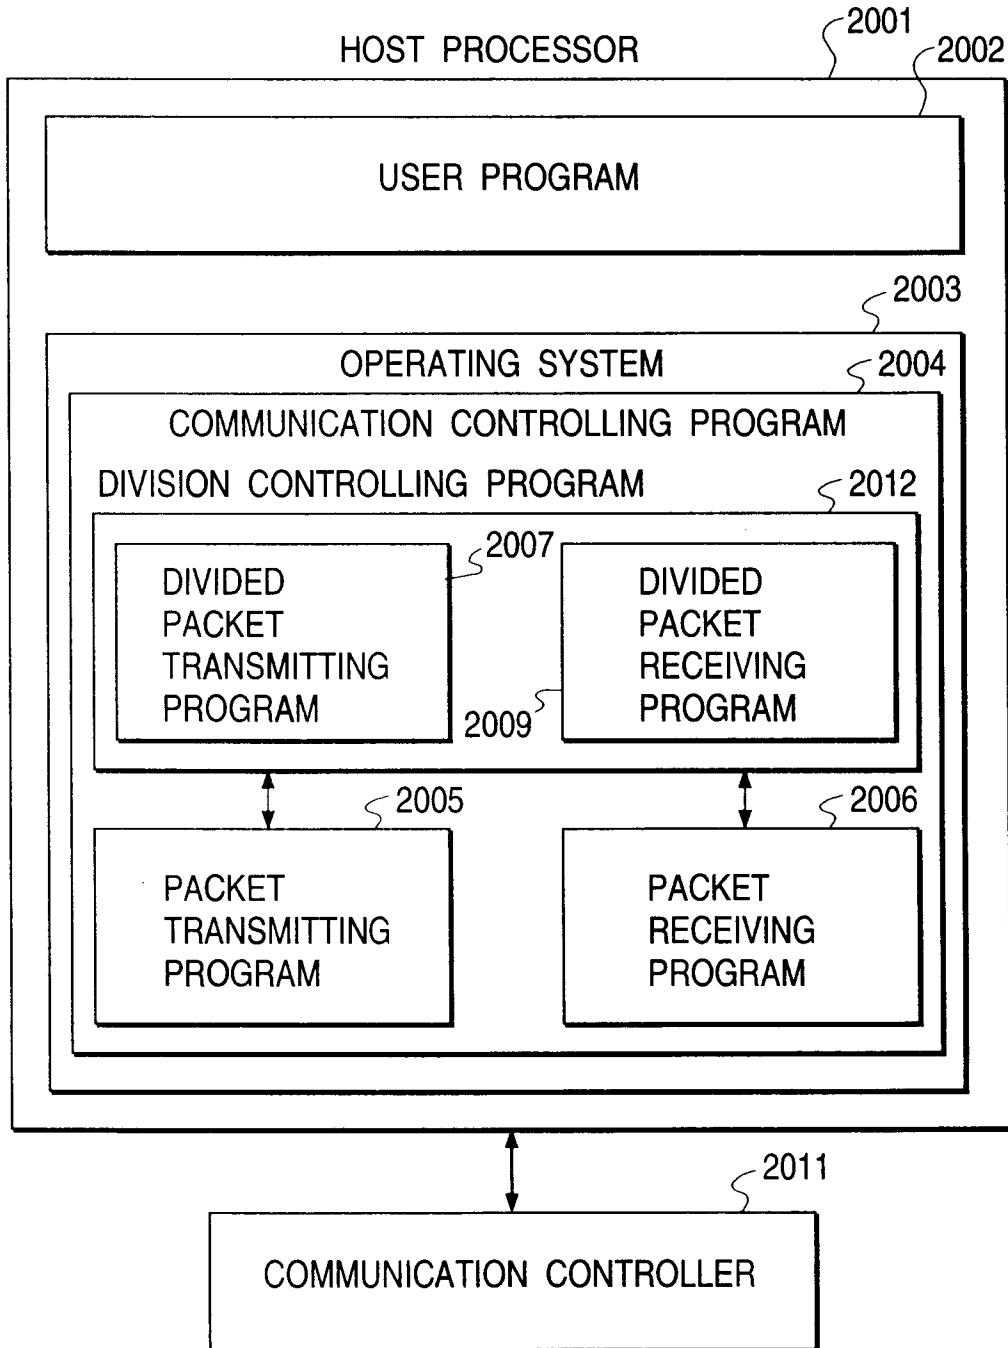 2001
HOST PROCESSOR
2002
USER PROGRAM
2003
OPERATING SYSTEM
2004
COMMUNICATION CONTROLLING PROGRAM
DIVISION CONTROLLING PROGRAM
2012
DIVIDED
PACKET
TRANSMITTING
PROGRAM
2007
DIVIDED
PACKET
RECEIVING
PROGRAM
2009
2005
PACKET
TRANSMITTING
PROGRAM
2006
PACKET
RECEIVING
PROGRAM
2011
COMMUNICATION CONTROLLER